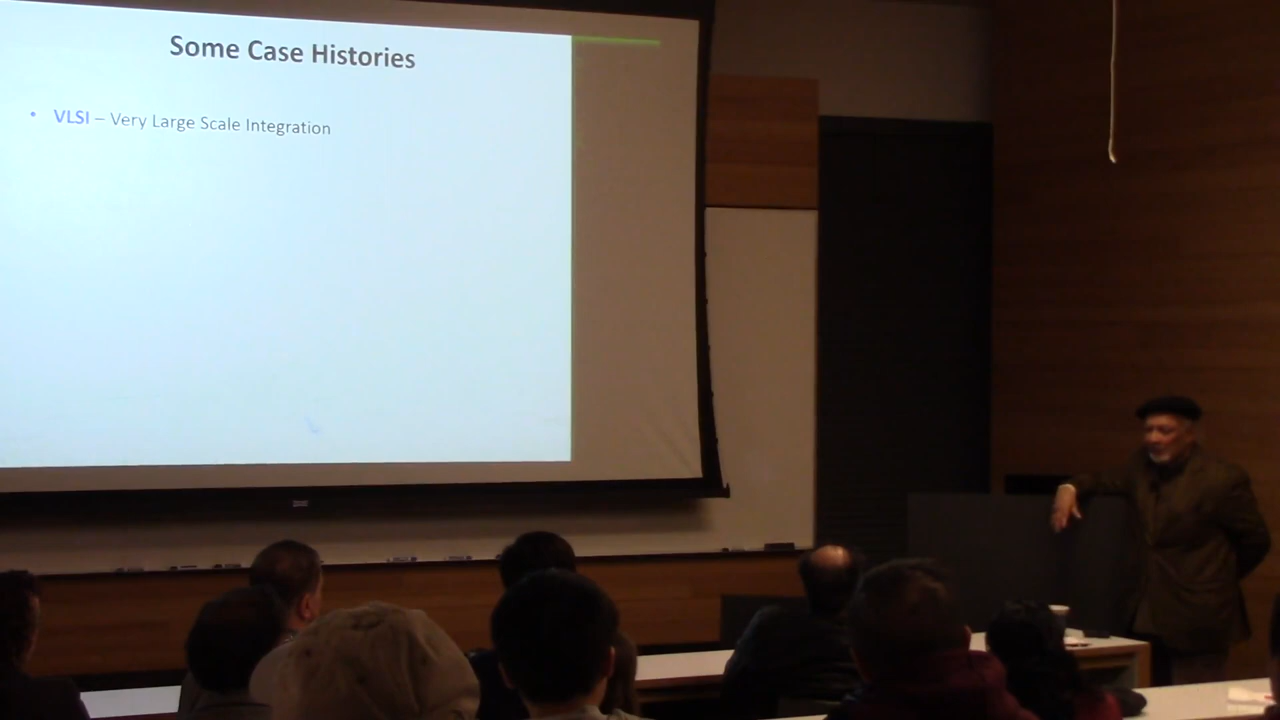 Some Case Histories
• VLSI – Very Large Scale Integration